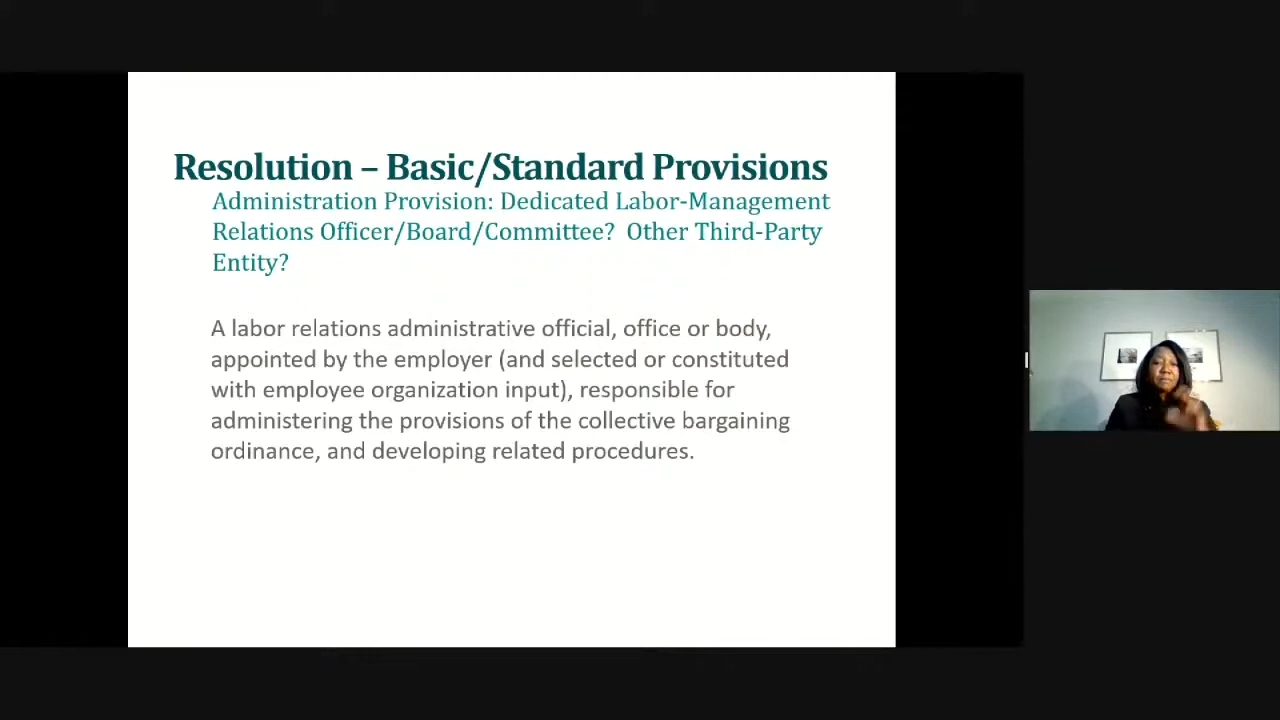 Resolution – Basic/Standard Provisions
Administration Provision: Dedicated Labor-Management
Relations Officer/Board/Committee?  Other Third-Party
Entity?
A labor relations administrative official, office or body,
appointed by the employer (and selected or constituted
with employee organization input), responsible for
administering the provisions of the collective bargaining
ordinance, and developing related procedures.